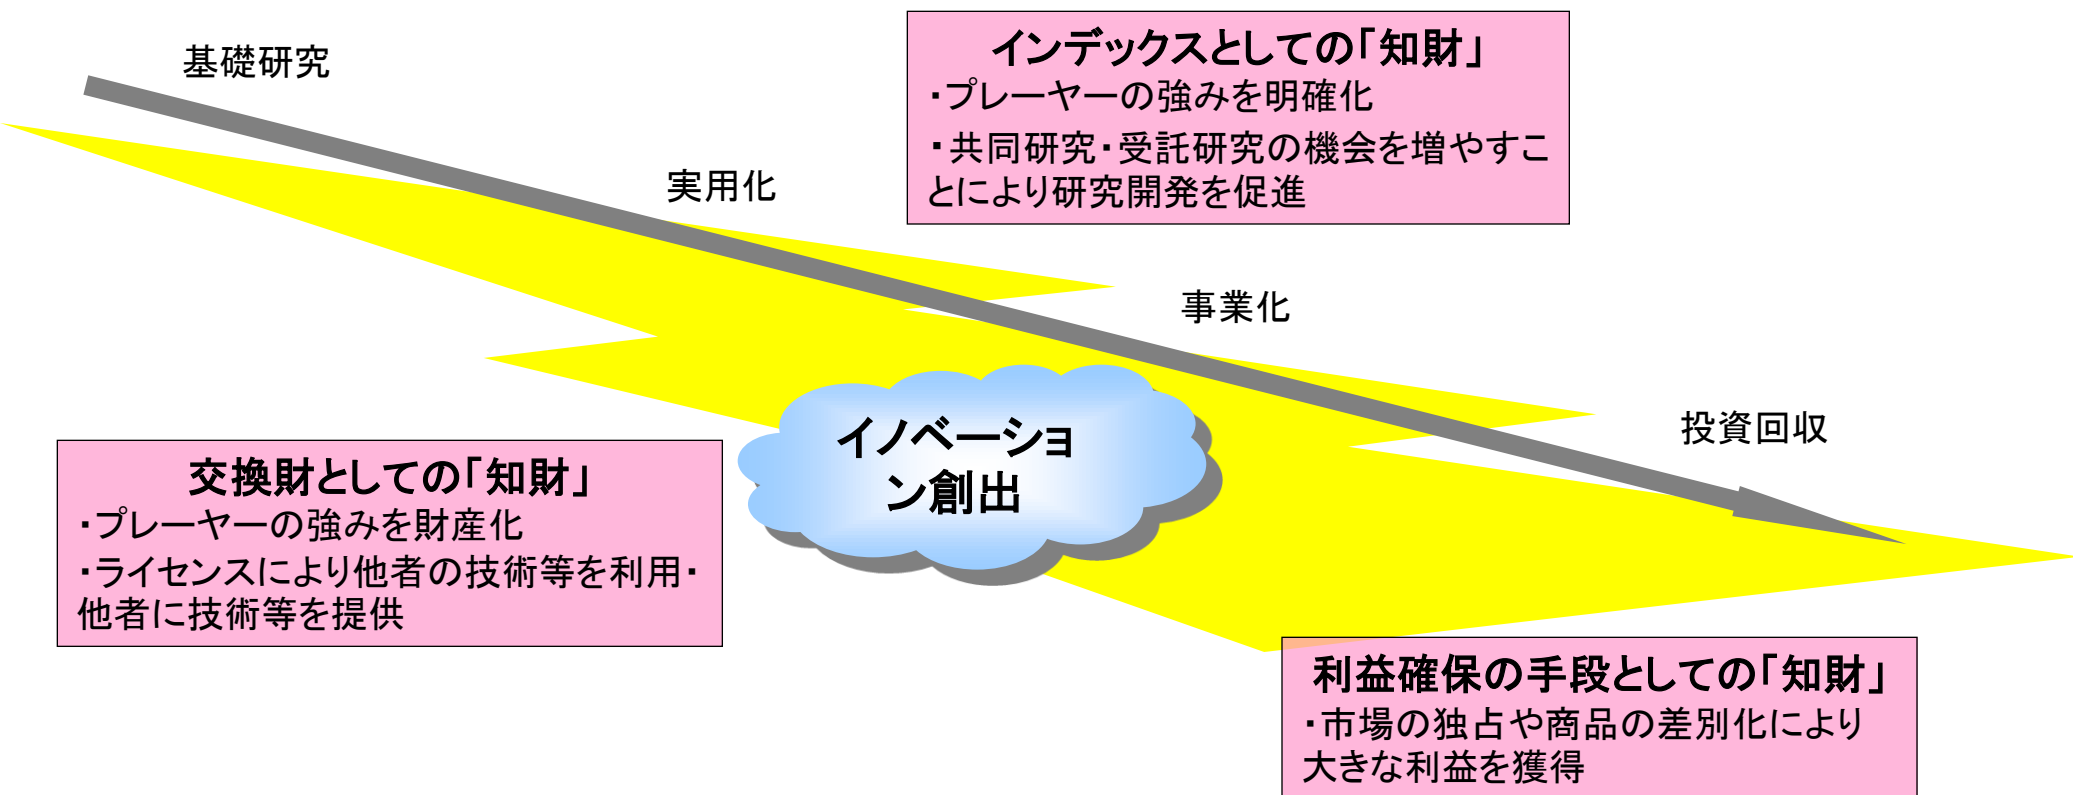 基礎研究
インデックスとしての「知財」
・プレーヤーの強みを明確化
・共同研究・受託研究の機会を増やすこ
とにより研究開発を促進
実用化
事業化
投資回収
イノベーショ
ン創出
交換財としての「知財」
・プレーヤーの強みを財産化
・ライセンスにより他者の技術等を利用・
他者に技術等を提供
利益確保の手段としての「知財」
・市場の独占や商品の差別化により
大きな利益を獲得